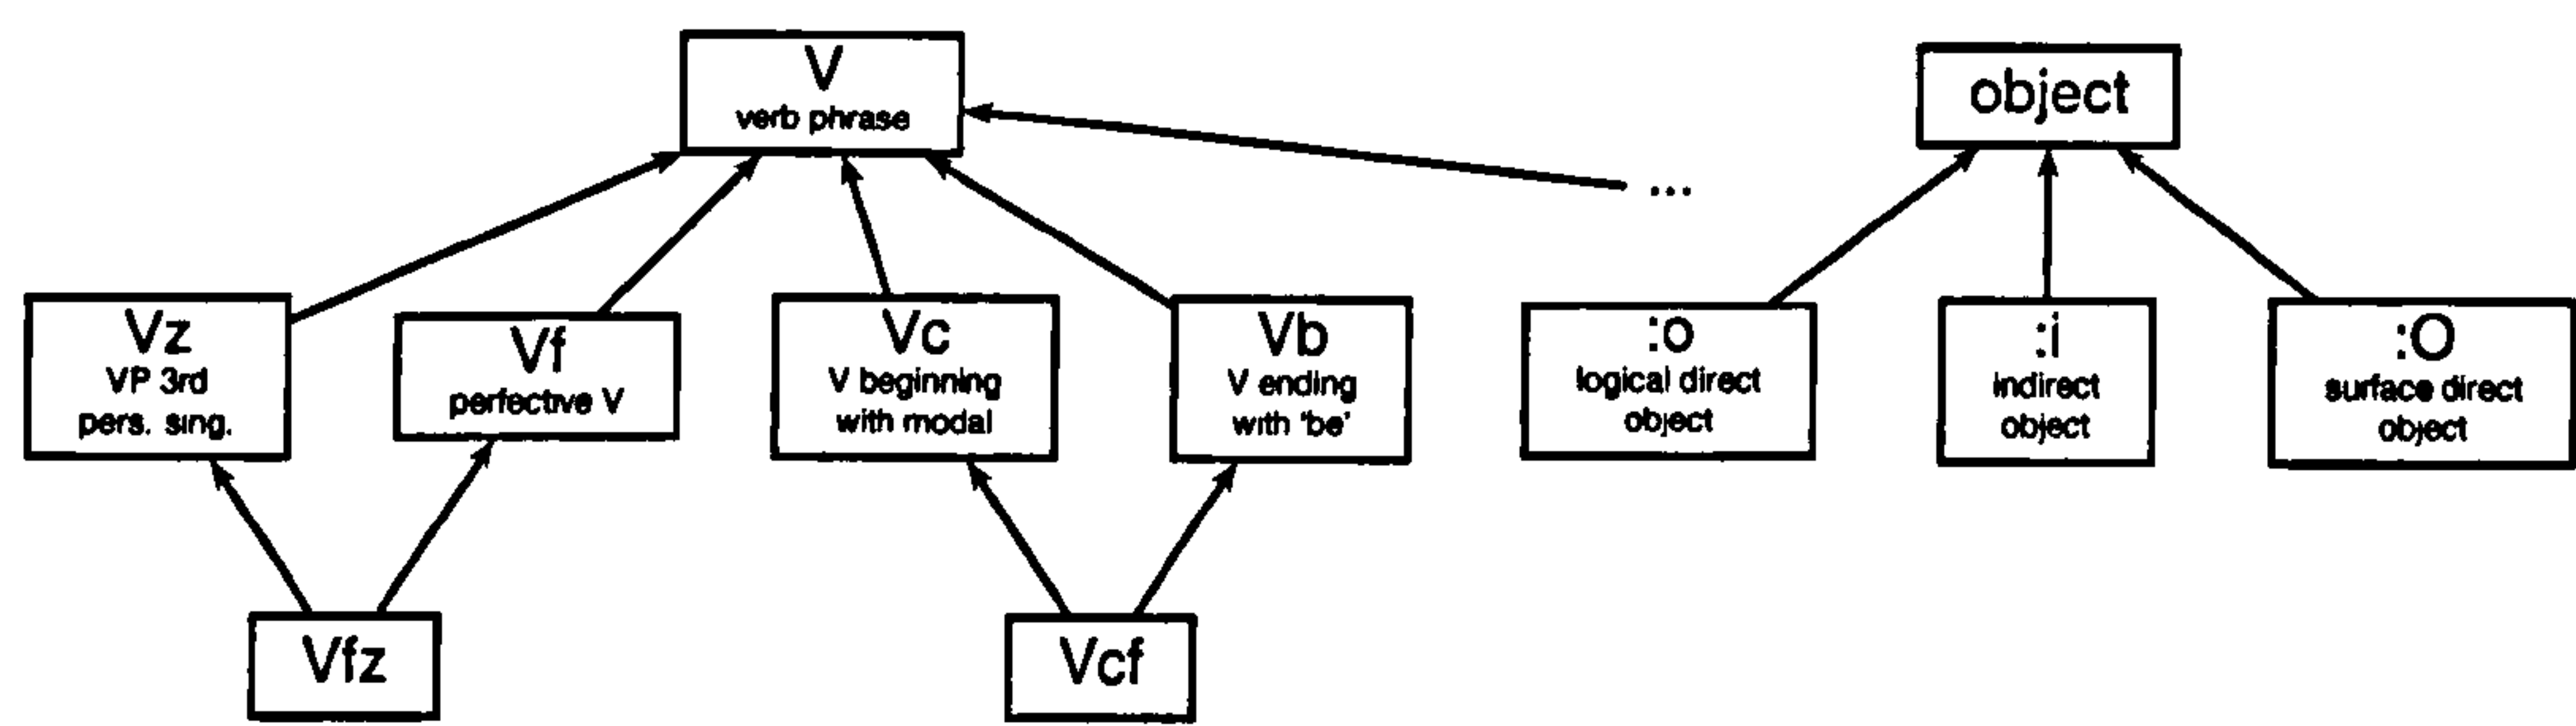 V
verb phrase
object
...
Vz
VP 3rd
pers. sing.
Vf
perfective V
Vc
V beginning
with modal
Vb
V ending
with 'be'
:o
logical direct
object
:i
indirect
object
:O
surface direct
object
Vfz
Vcf